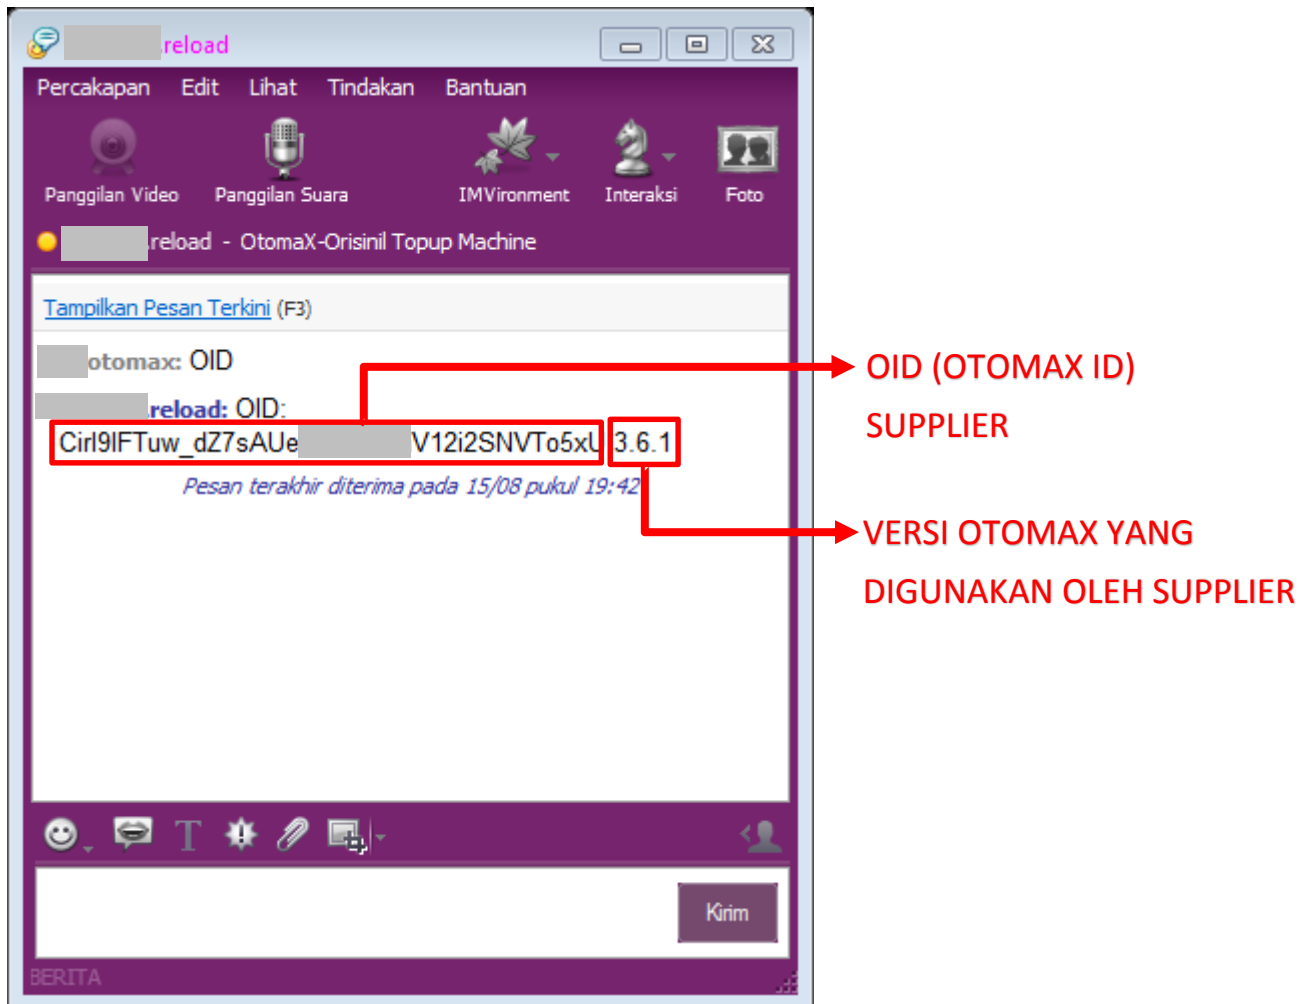 .reload
Percakapan Edit Lihat Tindakan Bantuan
Panggilan Video Panggilan Suara IMVironment Interaksi Foto
.reload - OtomaX-Orisinil Topup Machine
Tampilkan Pesan Terkini (F3)
otomax: OID
.reload: OID:
CirI9IFTuw_dZ7sAUe V12i2SNVTo5xU 3.6.1
Pesan terakhir diterima pada 15/08 pukul 19:42
OID (OTOMAX ID)
SUPPLIER
VERSI OTOMAX YANG
DIGUNAKAN OLEH SUPPLIER
T
Kirim
BERITA